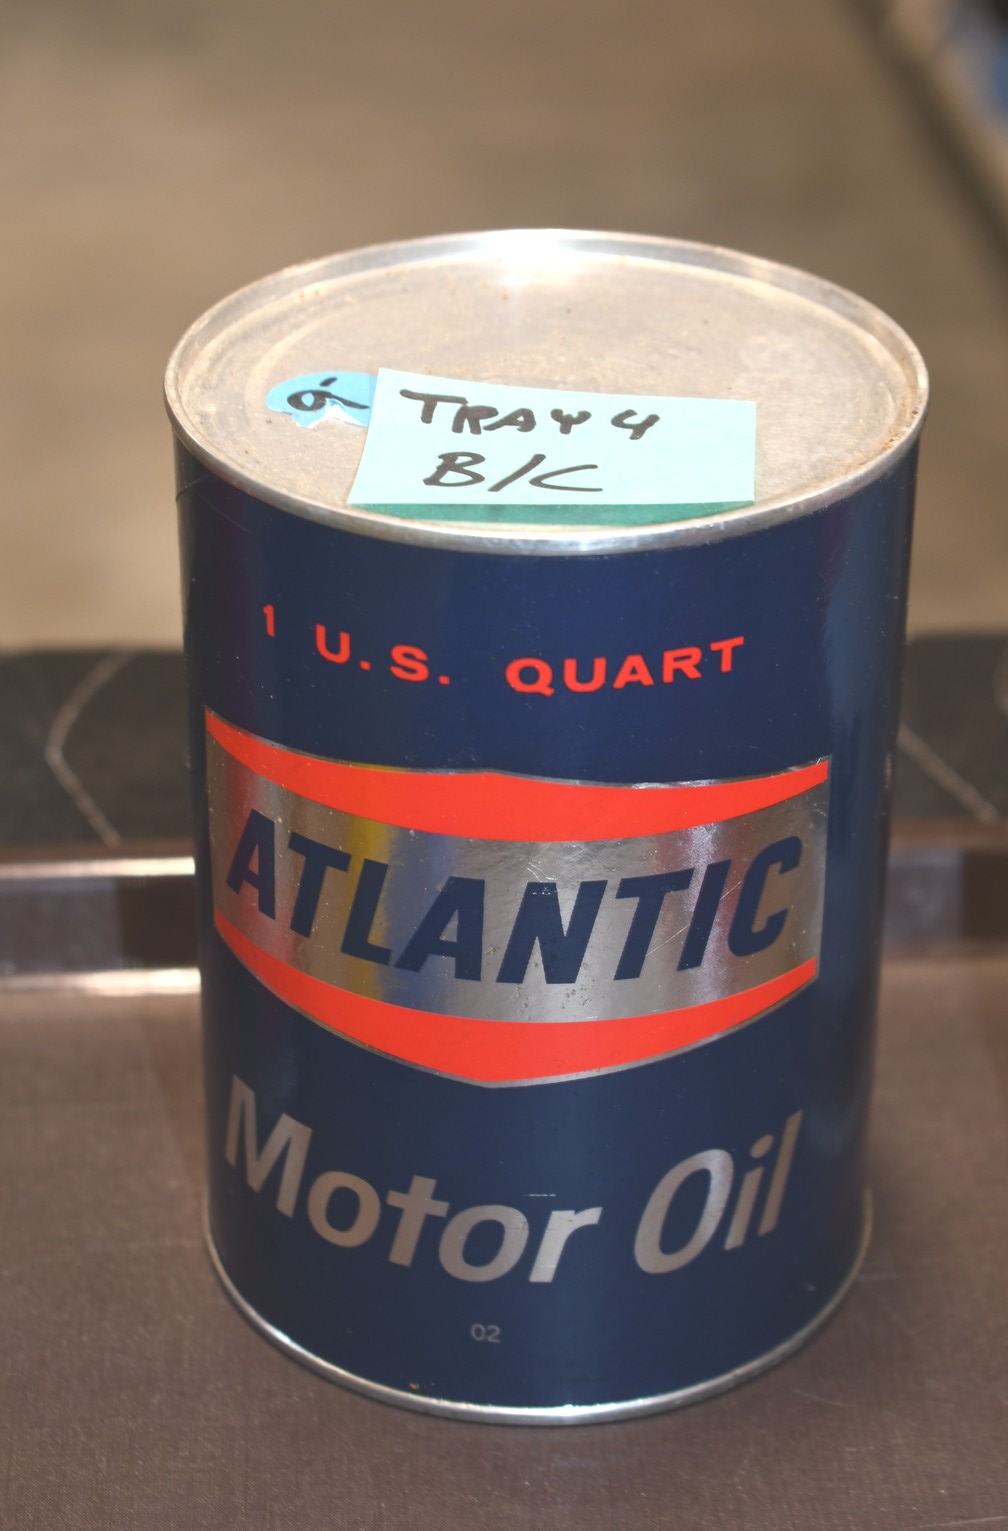 TRAY 4
B/C
1 U.S. QUART
ATLANTIC
Motor Oil
02